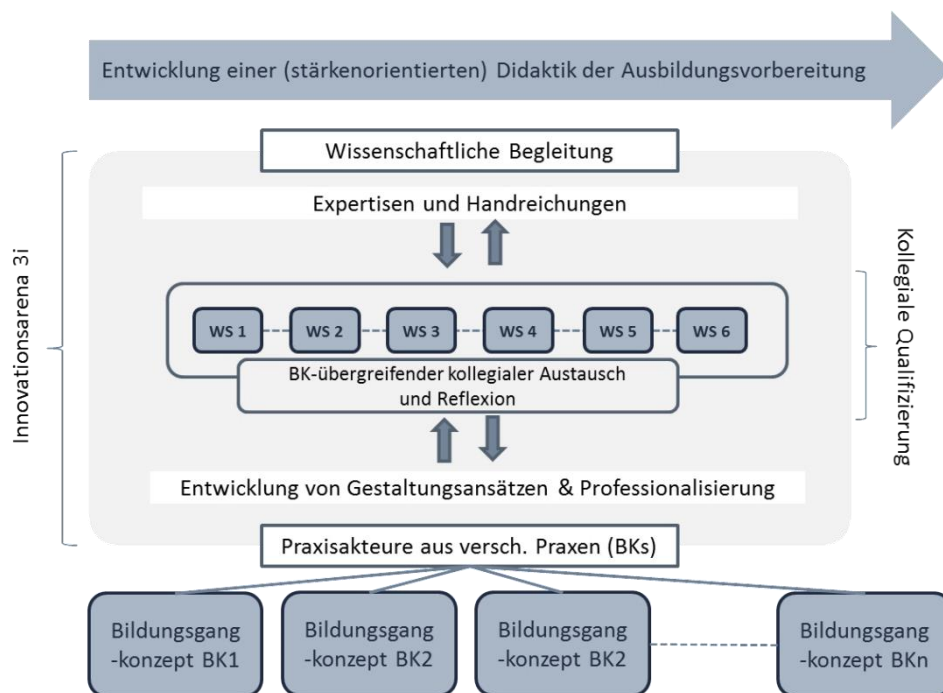 Entwicklung einer (stärkenorientierten) Didaktik der Ausbildungsvorbereitung
Wissenschaftliche Begleitung
Expertisen und Handreichungen
Innovationsarena 3i
Kollegiale Qualifizierung
WS 1
WS 2
WS 3
WS 4
WS 5
WS 6
BK-übergreifender kollegialer Austausch
und Reflexion
Entwicklung von Gestaltungsansätzen & Professionalisierung
Praxisakteure aus versch. Praxen (BKs)
Bildungsgang
-konzept BK1
Bildungsgang
-konzept BK2
Bildungsgang
-konzept BK2
Bildungsgang
-konzept BKn